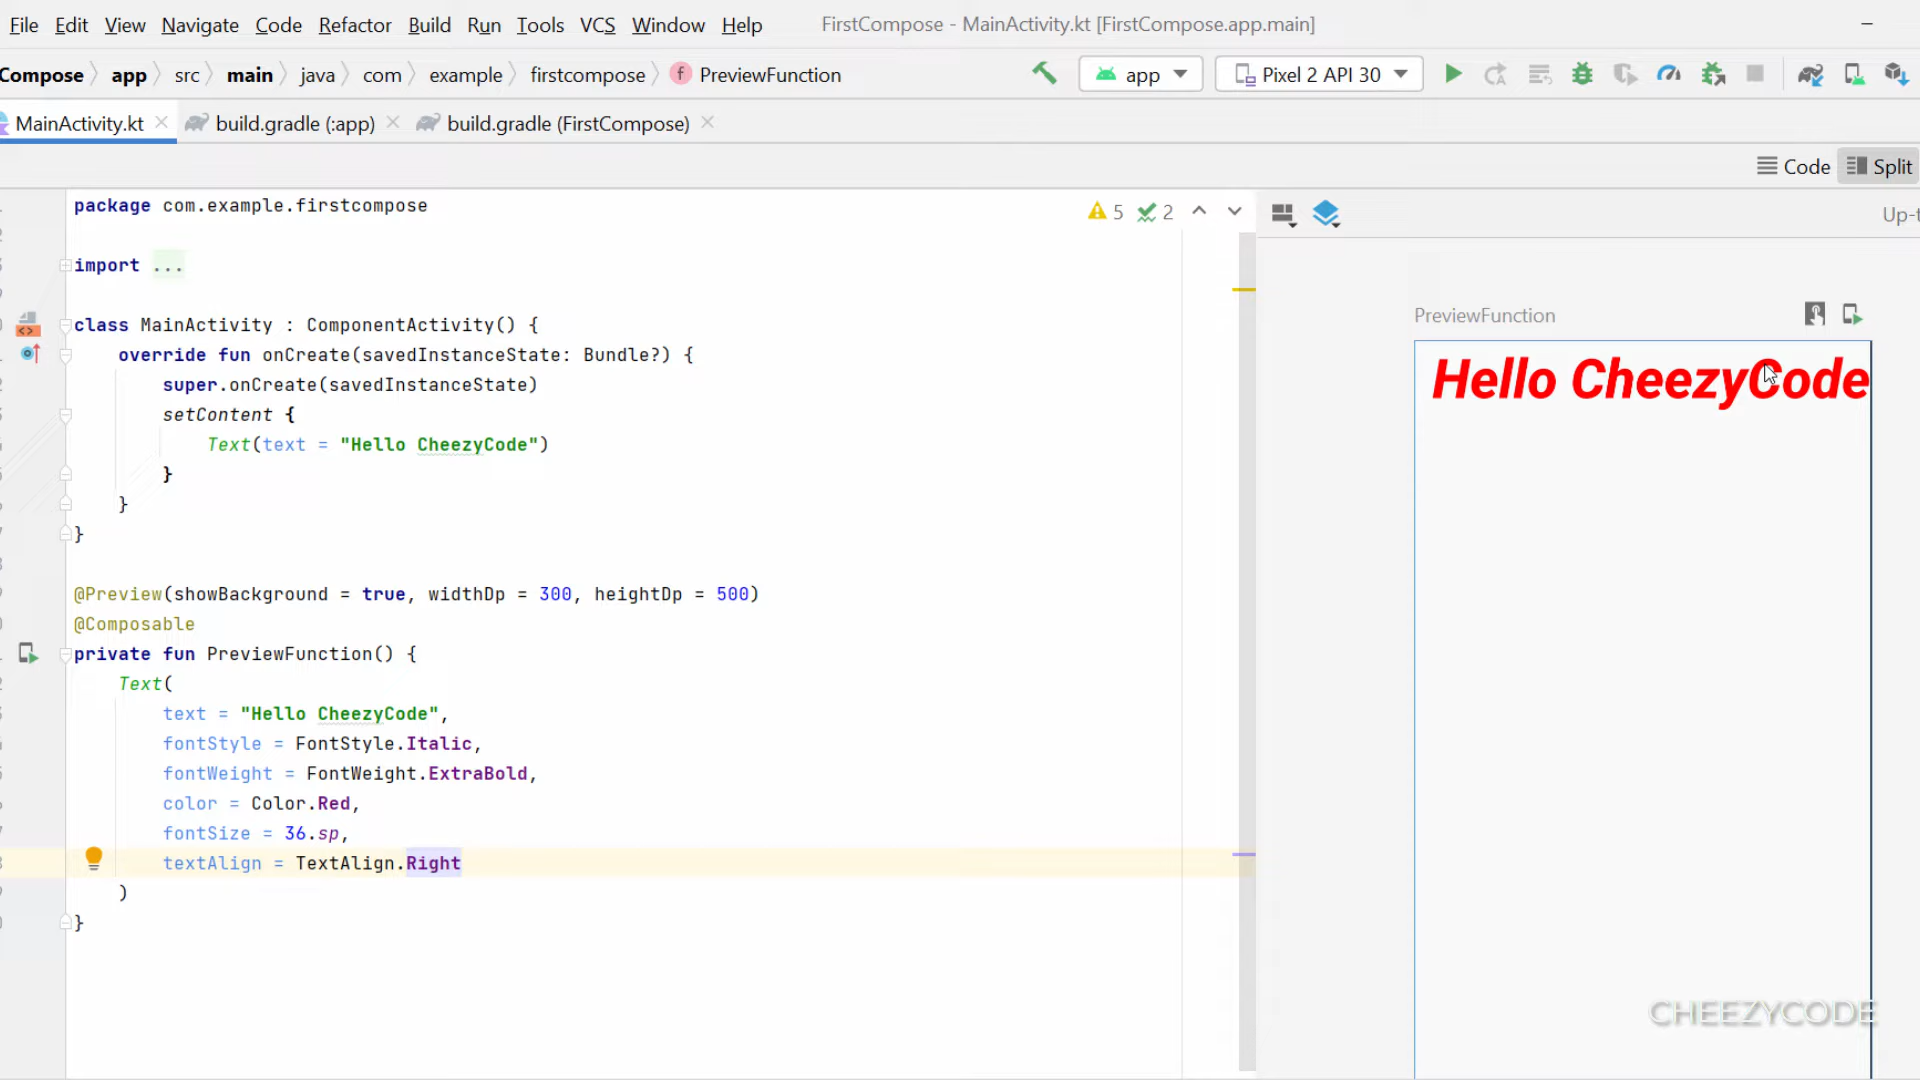 File Edit View Navigate Code Refactor Build Run Tools VCS Window Help FirstCompose - MainActivity.kt [FirstCompose.app.main]
Compose app src main java com example firstcompose f PreviewFunction app Pixel 2 API 30
MainActivity.kt build.gradle (:app) build.gradle (FirstCompose)
Code Split
package com.example.firstcompose
5 2
import ...
class MainActivity : ComponentActivity() {
override fun onCreate(savedInstanceState: Bundle?) {
super.onCreate(savedInstanceState)
setContent {
Text(text = "Hello CheezyCode")
}
}
}
@Preview(showBackground = true, widthDp = 300, heightDp = 500)
@Composable
private fun PreviewFunction() {
Text(
text = "Hello CheezyCode",
fontStyle = FontStyle.Italic,
fontWeight = FontWeight.ExtraBold,
color = Color.Red,
fontSize = 36.sp,
textAlign = TextAlign.Right
)
}
Up-t
PreviewFunction
Hello CheezyCode
CHEEZYCODE